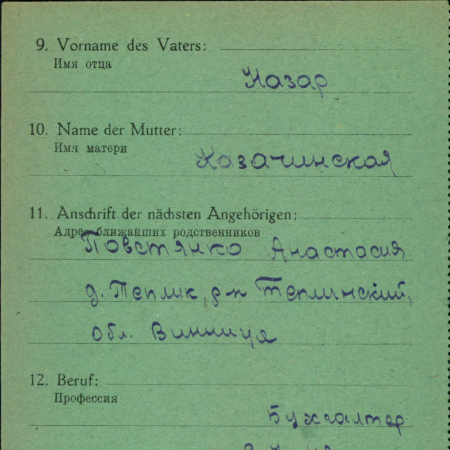 9. Vorname des Vaters:
Имя отца
Назар
10. Name der Mutter:
Имя матери
Казачинская
11. Anschrift der nächsten Angehörigen:
Адрес ближайших родственников
Повстянко Анастасия
д. Теплик, р-н Теплинский,
обл. Винница
12. Beruf:
Профессия
Бухгалтер